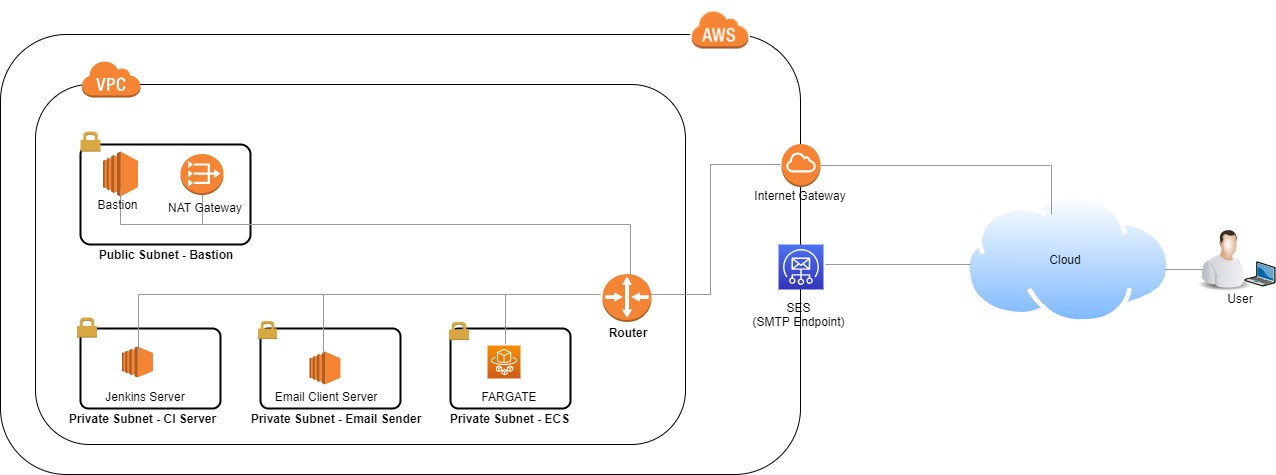 AWS
VPC
Bastion
NAT Gateway
Public Subnet - Bastion
Internet Gateway
Cloud
User
SES
(SMTP Endpoint)
Router
Jenkins Server
Private Subnet - CI Server
Email Client Server
Private Subnet - Email Sender
FARGATE
Private Subnet - ECS